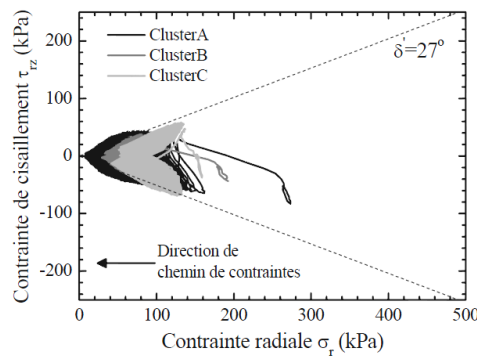 200
100
0
-100
-200
Contrainte de cisaillement τrz (kPa)
ClusterA
ClusterB
ClusterC
δ'=27°
Direction de
chemin de contraintes
0 100 200 300 400 500
Contrainte radiale σr (kPa)